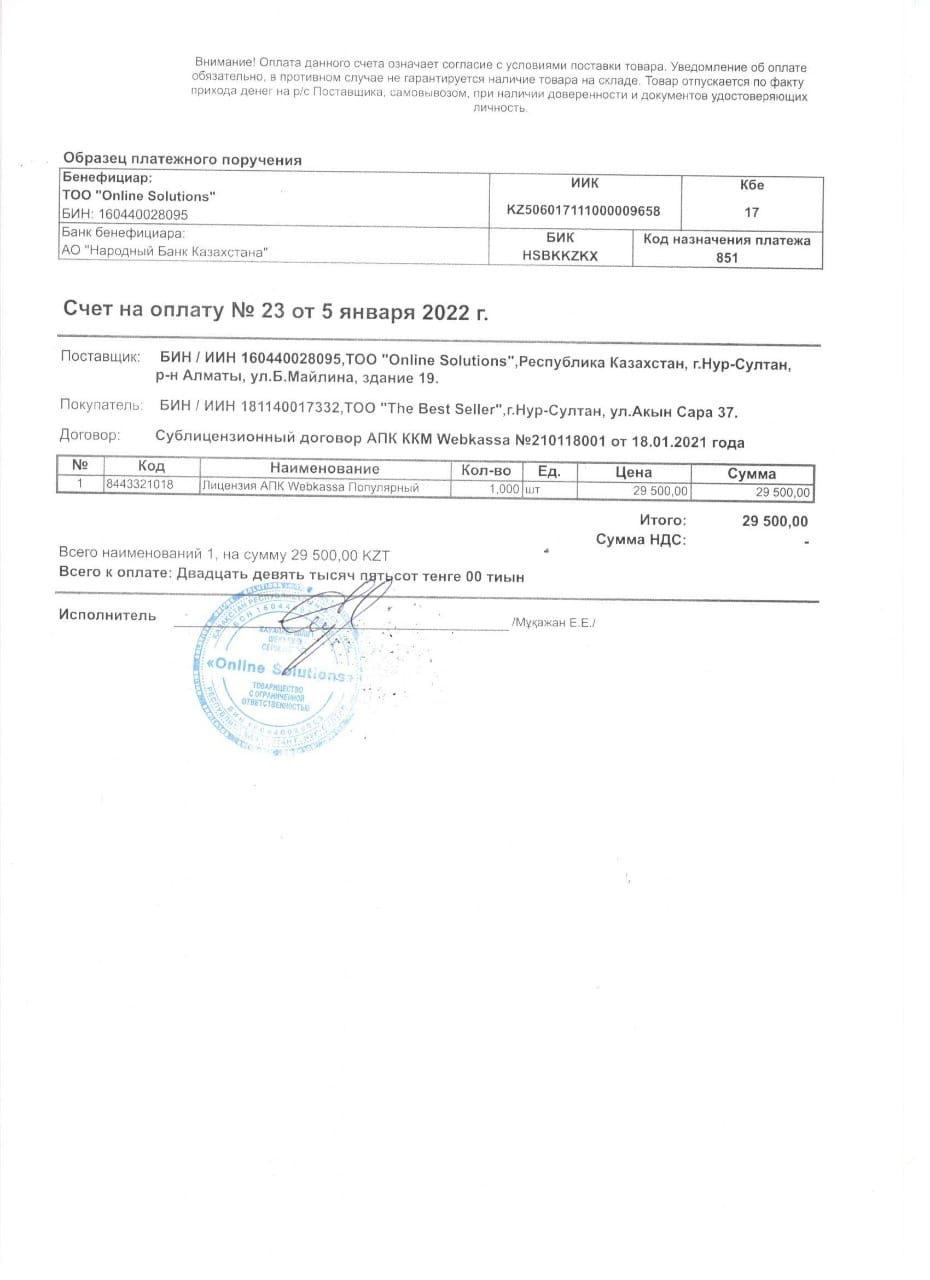 Внимание! Оплата данного счета означает согласие с условиями поставки товара. Уведомление об оплате
обязательно, в противном случае не гарантируется наличие товара на складе. Товар отпускается по факту
прихода денег на р/с Поставщика, самовывозом, при наличии доверенности и документов удостоверяющих
личность.
Образец платежного поручения
Бенефициар: ИИК Кбе
ТОО "Online Solutions"
БИН: 160440028095 KZ506017111000009658 17
Банк бенефициара: БИК Код назначения платежа
АО "Народный Банк Казахстана" HSBKKZKX 851
Счет на оплату № 23 от 5 января 2022 г.
Поставщик: БИН / ИИН 160440028095,ТОО "Online Solutions",Республика Казахстан, г.Нур-Султан,
р-н Алматы, ул.Б.Майлина, здание 19.
Покупатель: БИН / ИИН 181140017332,ТОО "The Best Seller",г.Нур-Султан, ул.Акын Сара 37.
Договор: Сублицензионный договор АПК ККМ Webkassa №210118001 от 18.01.2021 года
№ Код Наименование Кол-во Ед. Цена Сумма
1 8443321018 Лицензия АПК Webkassa Популярный 1,000 шт 29 500,00 29 500,00
Итого: 29 500,00
Сумма НДС: -
Всего наименований 1, на сумму 29 500,00 KZT
Всего к оплате: Двадцать девять тысяч пятьсот тенге 00 тиын
Исполнитель /Мұқажан Е.Е./
«Online Solutions»
ТОВАРИЩЕСТВО
С ОГРАНИЧЕННОЙ
ОТВЕТСТВЕННОСТЬЮ